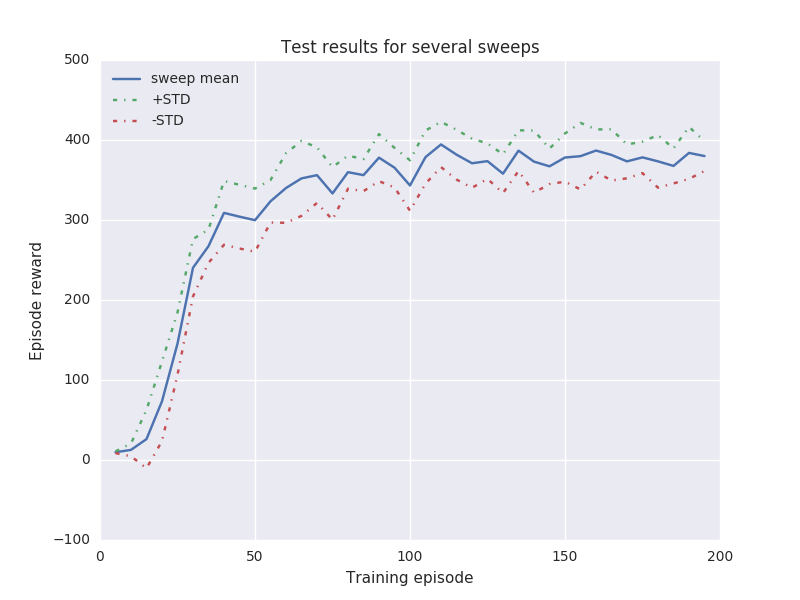 Test results for several sweeps
500
400
300
200
100
0
−100
sweep mean
+STD
-STD
Episode reward
0 50 100 150 200
Training episode